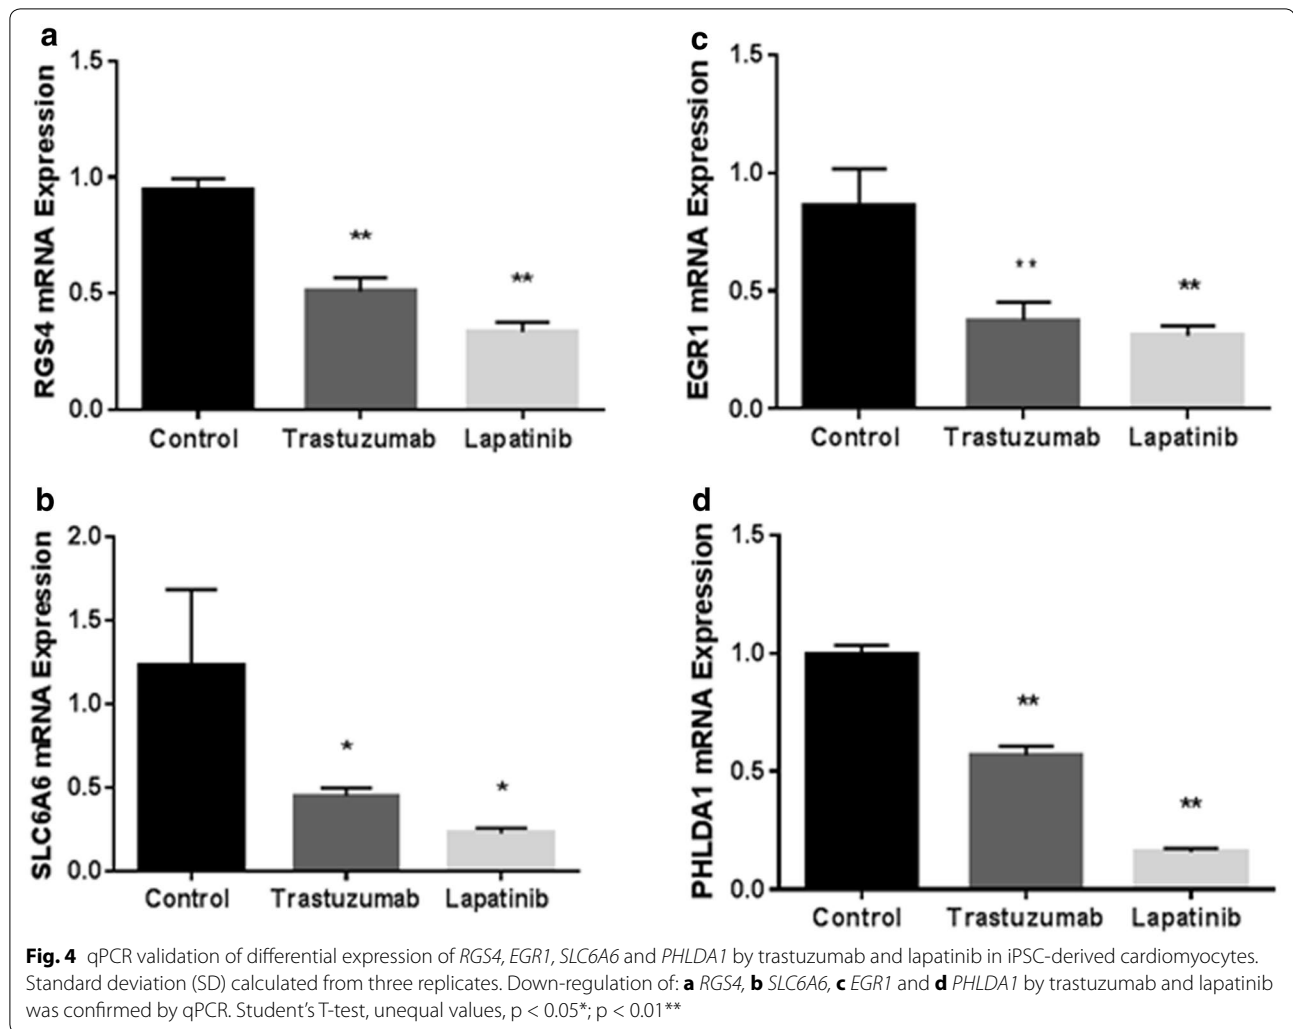 a
1.5
1.0
0.5
0.0
RGS4 mRNA Expression
**
**
Control Trastuzumab Lapatinib
b
2.0
1.5
1.0
0.5
0.0
SLC6A6 mRNA Expression
*
*
Control Trastuzumab Lapatinib
c
1.5
1.0
0.5
0.0
EGR1 mRNA Expression
**
**
Control Trastuzumab Lapatinib
d
1.5
1.0
0.5
0.0
PHLDA1 mRNA Expression
**
**
Control Trastuzumab Lapatinib
Fig. 4 qPCR validation of differential expression of RGS4, EGR1, SLC6A6 and PHLDA1 by trastuzumab and lapatinib in iPSC-derived cardiomyocytes.
Standard deviation (SD) calculated from three replicates. Down-regulation of: a RGS4, b SLC6A6, c EGR1 and d PHLDA1 by trastuzumab and lapatinib
was confirmed by qPCR. Student’s T-test, unequal values, p < 0.05*; p < 0.01**